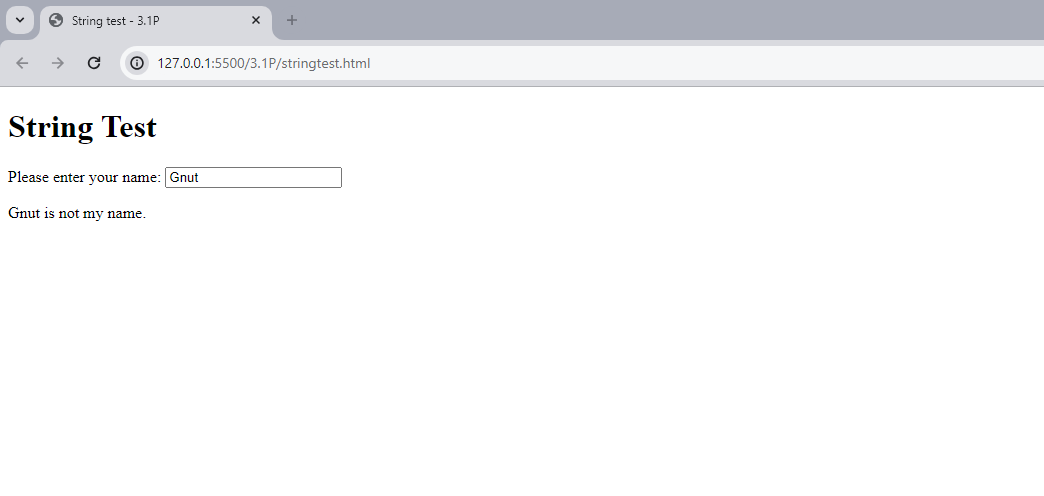 String test - 3.1P
127.0.0.1:5500/3.1P/stringtest.html
String Test
Please enter your name: Gnut
Gnut is not my name.